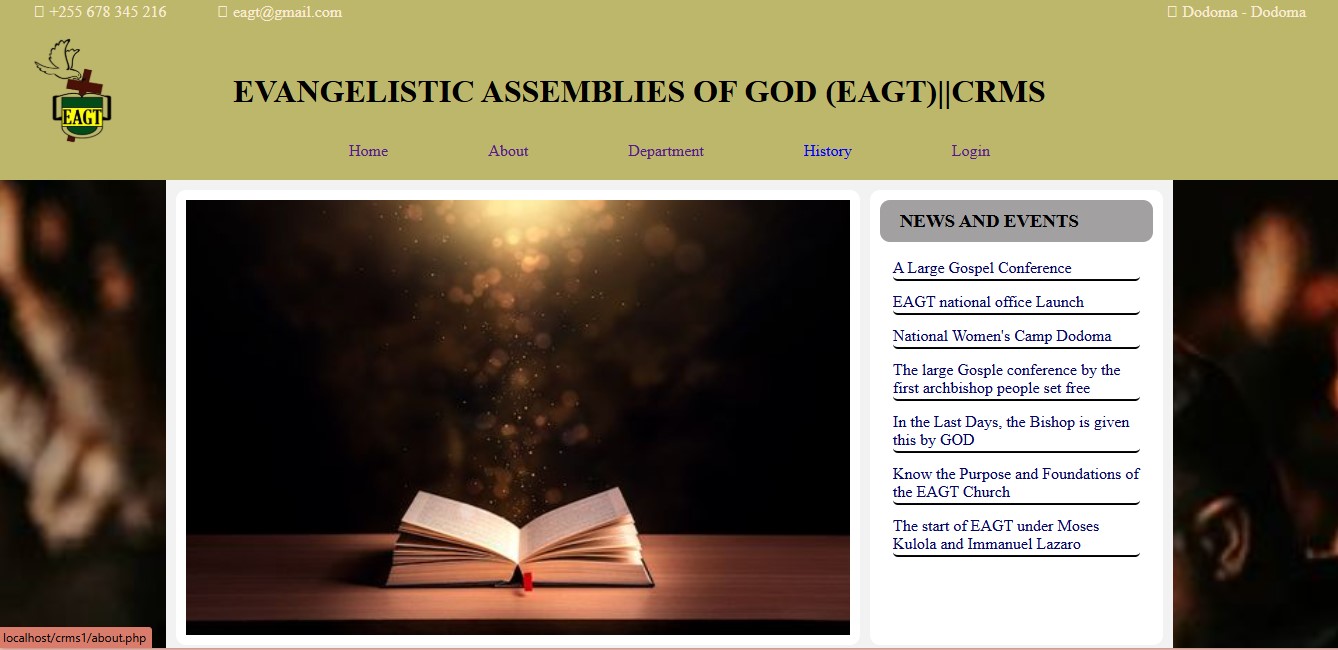 +255 678 345 216
eagt@gmail.com
Dodoma - Dodoma
EAGT
EVANGELISTIC ASSEMBLIES OF GOD (EAGT)||CRMS
Home
About
Department
History
Login
NEWS AND EVENTS
A Large Gospel Conference
EAGT national office Launch
National Women's Camp Dodoma
The large Gosple conference by the
first archbishop people set free
In the Last Days, the Bishop is given
this by GOD
Know the Purpose and Foundations of
the EAGT Church
The start of EAGT under Moses
Kulola and Immanuel Lazaro
localhost/crms1/about.php